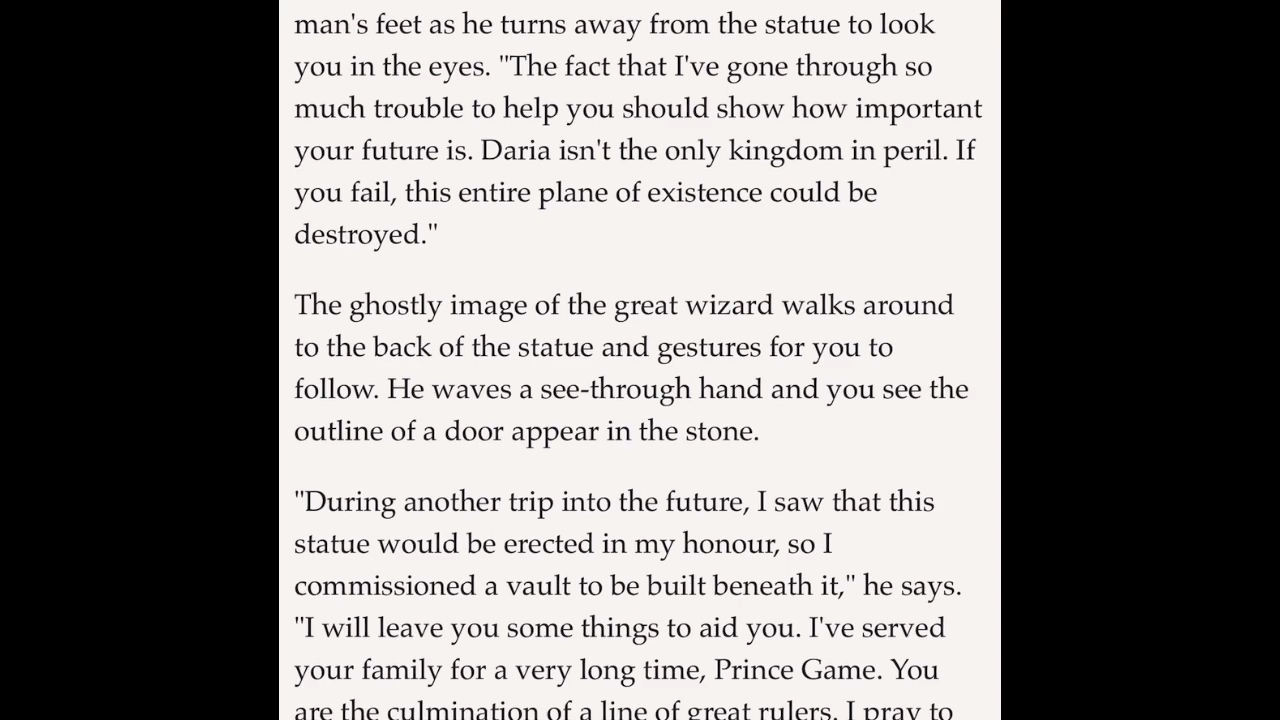 man's feet as he turns away from the statue to look
you in the eyes. "The fact that I've gone through so
much trouble to help you should show how important
your future is. Daria isn't the only kingdom in peril. If
you fail, this entire plane of existence could be
destroyed."
The ghostly image of the great wizard walks around
to the back of the statue and gestures for you to
follow. He waves a see-through hand and you see the
outline of a door appear in the stone.
"During another trip into the future, I saw that this
statue would be erected in my honour, so I
commissioned a vault to be built beneath it," he says.
"I will leave you some things to aid you. I've served
your family for a very long time, Prince Game. You
are the culmination of a line of great rulers. I pray to